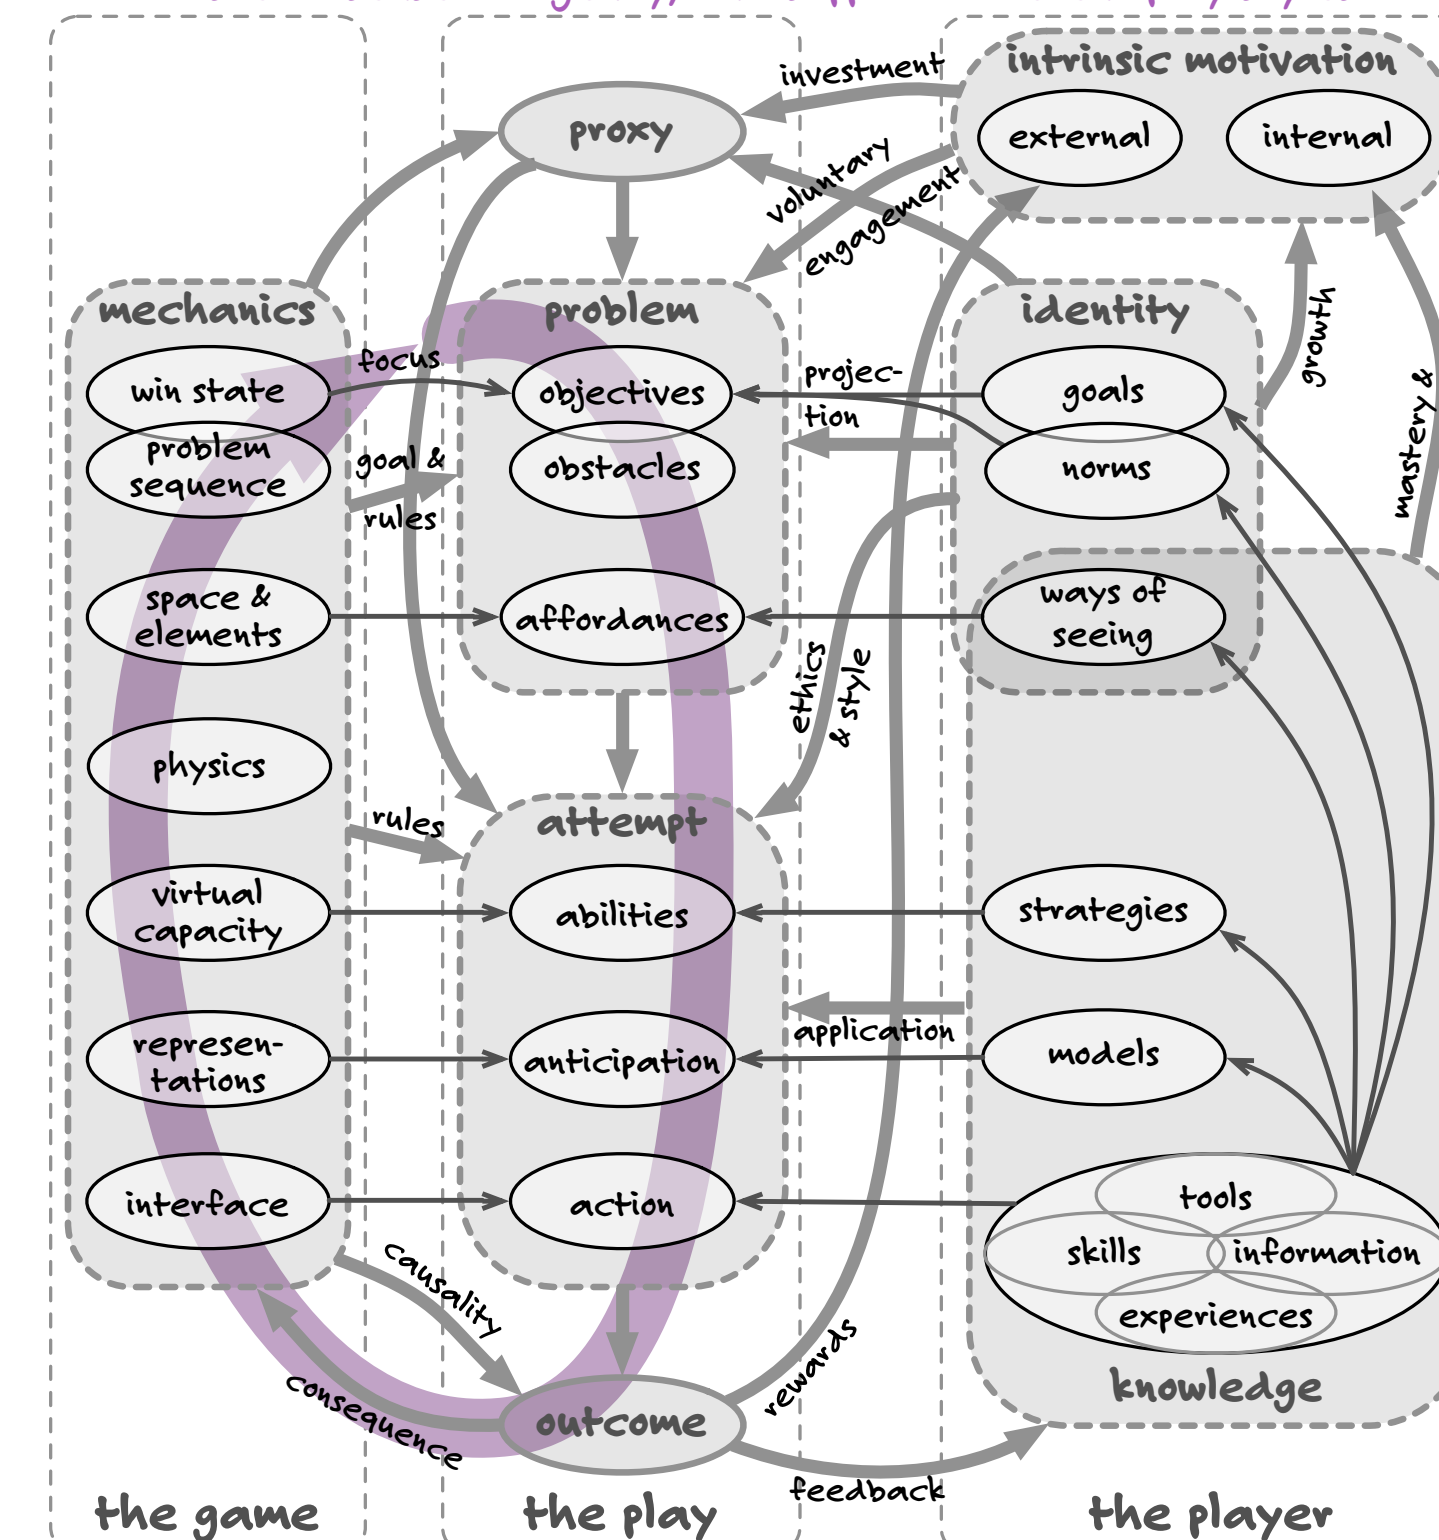 intrinsic motivation
investment
external
internal
proxy
voluntary
engagement
mechanics
problem
identity
growth
win state
focus
objectives
projec-
tion
goals
mastery &
problem
sequence
goal &
rules
obstacles
norms
space &
elements
affordances
ways of
seeing
ethics
& style
physics
rules
attempt
virtual
capacity
abilities
strategies
application
represen-
tations
anticipation
models
interface
action
tools
skills
information
experiences
causality
consequence
outcome
rewards
knowledge
feedback
the game
the play
the player